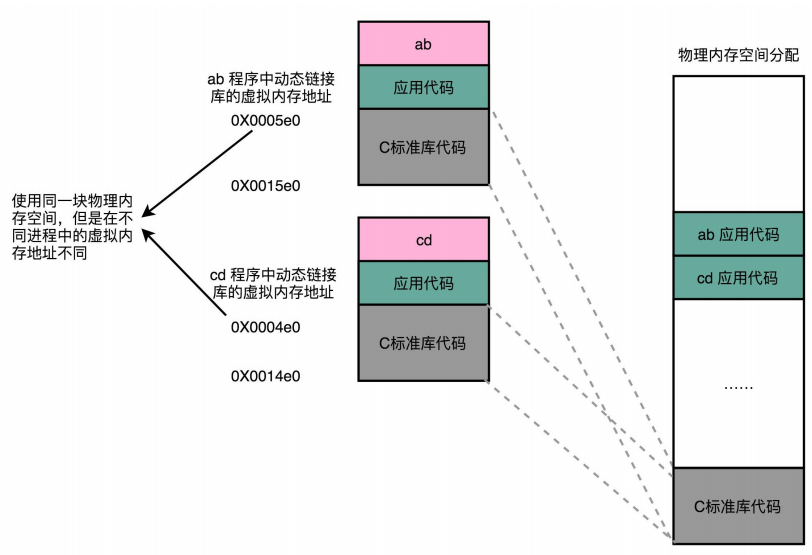 ab 程序中动态链接
库的虚拟内存地址
0X0005e0
0X0015e0
使用同一块物理内
存空间，但是在不
同进程中的虚拟内
存地址不同
cd 程序中动态链接
库的虚拟内存地址
0X0004e0
0X0014e0
ab
应用代码
C标准库代码
cd
应用代码
C标准库代码
物理内存空间分配
ab 应用代码
cd 应用代码
......
C标准库代码